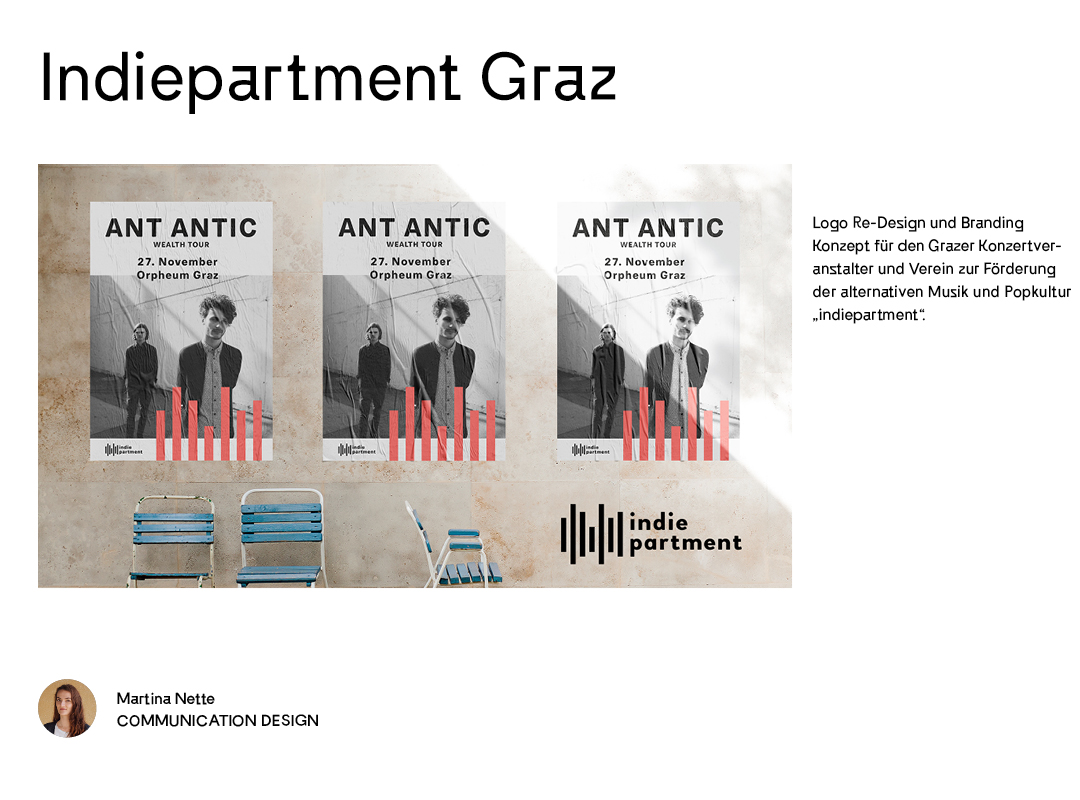 Indiepartment Graz
ANT ANTIC
WEALTH TOUR
27. November
Orpheum Graz
indie
partment
ANT ANTIC
WEALTH TOUR
27. November
Orpheum Graz
indie
partment
ANT ANTIC
WEALTH TOUR
27. November
Orpheum Graz
indie
partment
indie
partment
Logo Re-Design und Branding
Konzept für den Grazer Konzertver-
anstalter und Verein zur Förderung
der alternativen Musik und Popkultur
„indiepartment“.
Martina Nette
COMMUNICATION DESIGN